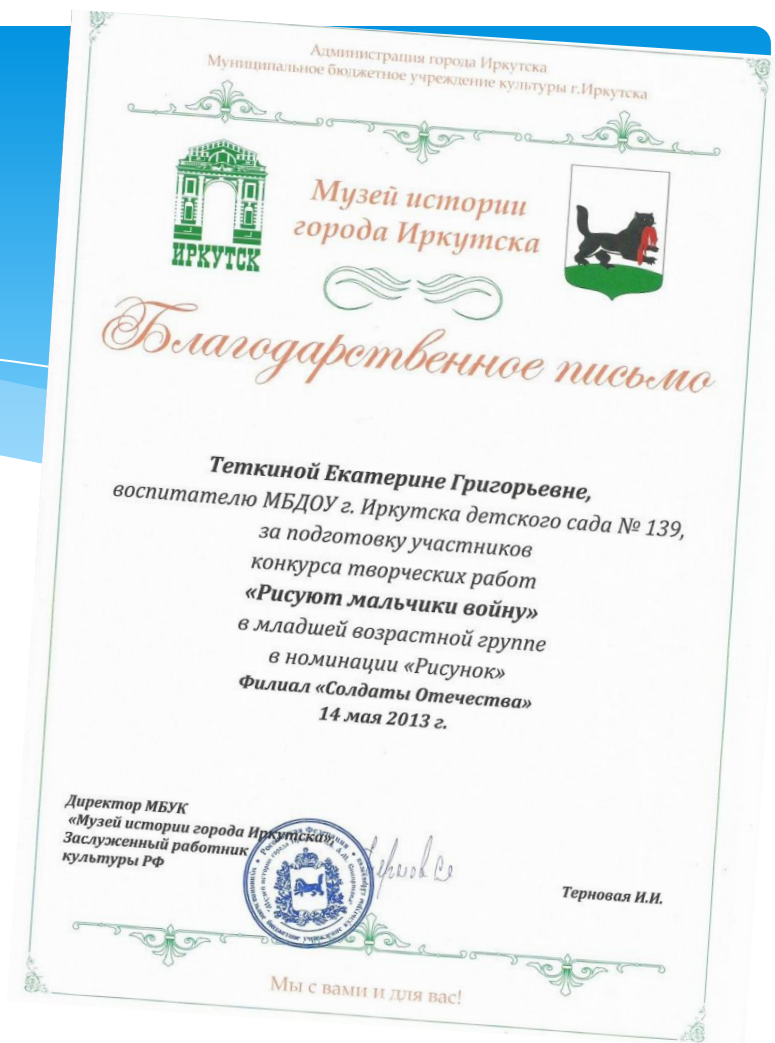 Администрация города Иркутска
Муниципальное бюджетное учреждение культуры г.Иркутска
ИРКУТСК
Музей истории
города Иркутска
Благодарственное письмо
Теткиной Екатерине Григорьевне,
воспитателю МБДОУ г. Иркутска детского сада № 139,
за подготовку участников
конкурса творческих работ
«Рисуют мальчики войну»
в младшей возрастной группе
в номинации «Рисунок»
Филиал «Солдаты Отечества»
14 мая 2013 г.
Директор МБУК
«Музей истории города Иркутска»,
Заслуженный работник
культуры РФ
Российская Федерация
Терновая И.И.
Мы с вами и для вас!